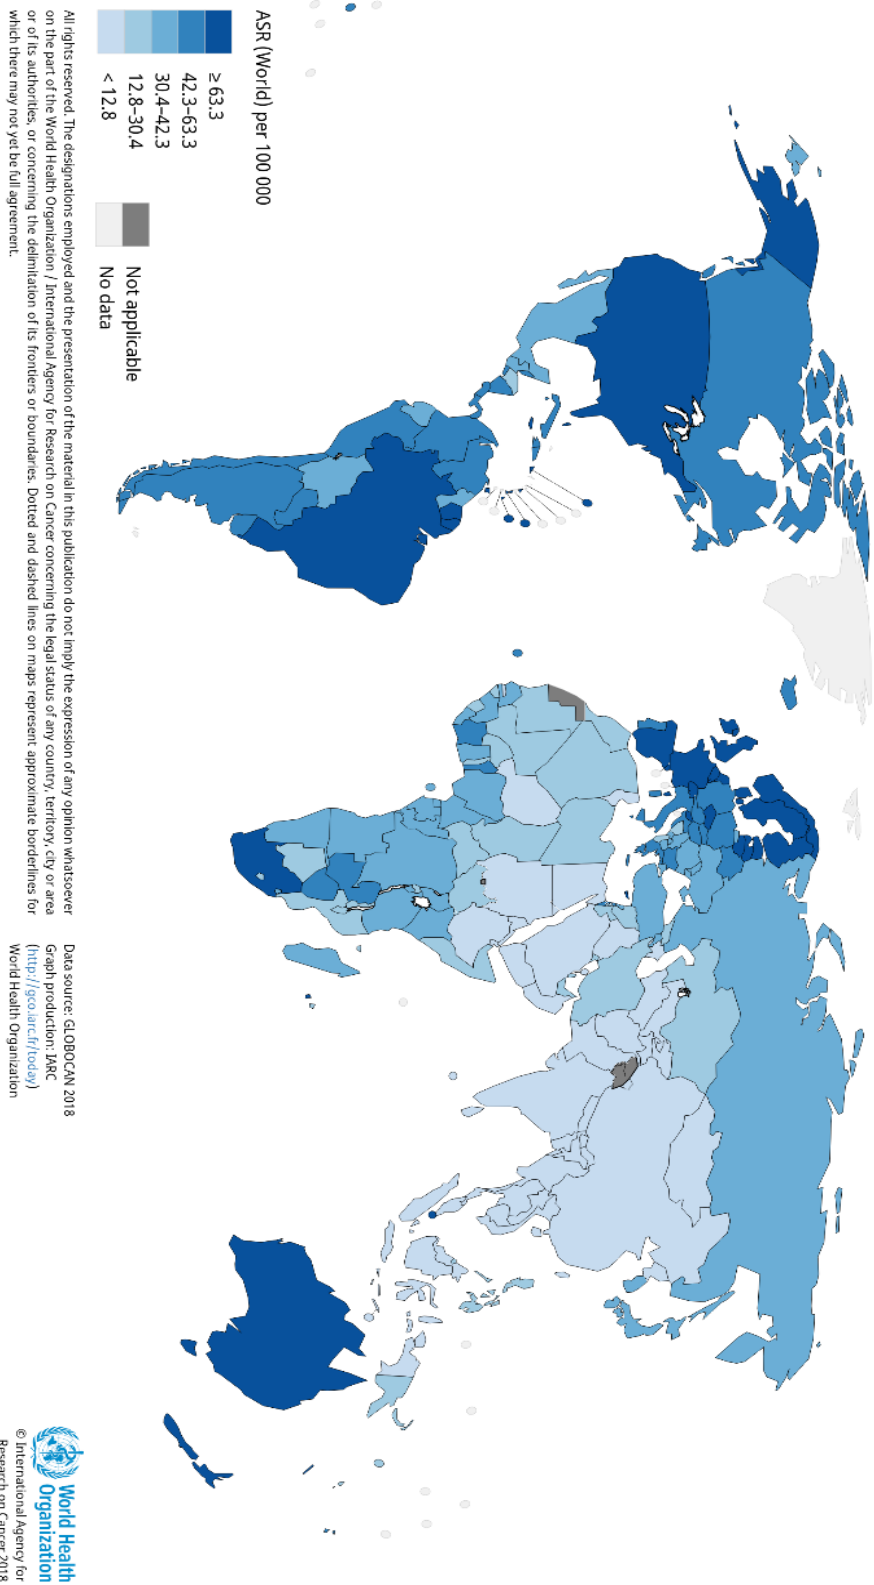 ASR (World) per 100 000
≥ 63.3
42.3–63.3
30.4–42.3
12.8–30.4
< 12.8
Not applicable
No data
All rights reserved. The designations employed and the presentation of the material in this publication do not imply the expression of any opinion whatsoever
on the part of the World Health Organization / International Agency for Research on Cancer concerning the legal status of any country, territory, city or area
or of its authorities, or concerning the delimitation of its frontiers or boundaries. Dotted and dashed lines on maps represent approximate borderlines for
which there may not yet be full agreement.
Data source: GLOBOCAN 2018
Graph production: IARC
(http://gco.iarc.fr/today)
World Health Organization
World Health
Organization
© International Agency for
Research on Cancer 2018